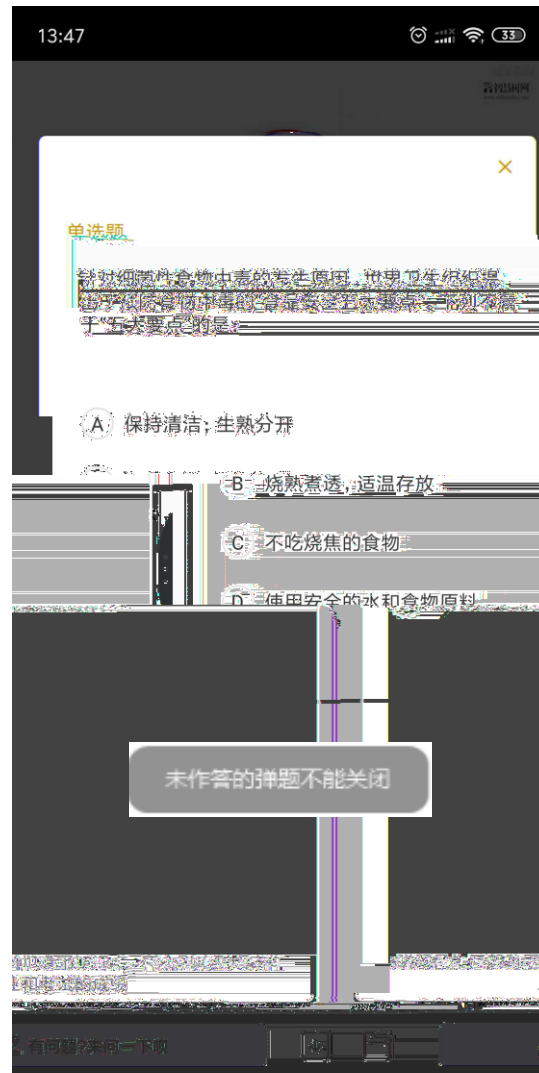 13:47
33
单选题
针对细菌性食物中毒的发生原因，世界卫生组织提
于"五大要点"的是
A 保持清洁；生熟分开
B 烧熟煮透，适温存放
C 不吃烧焦的食物
D 使用安全的水和食物原料
未作答的弹题不能关闭
有问题?来问一下呗